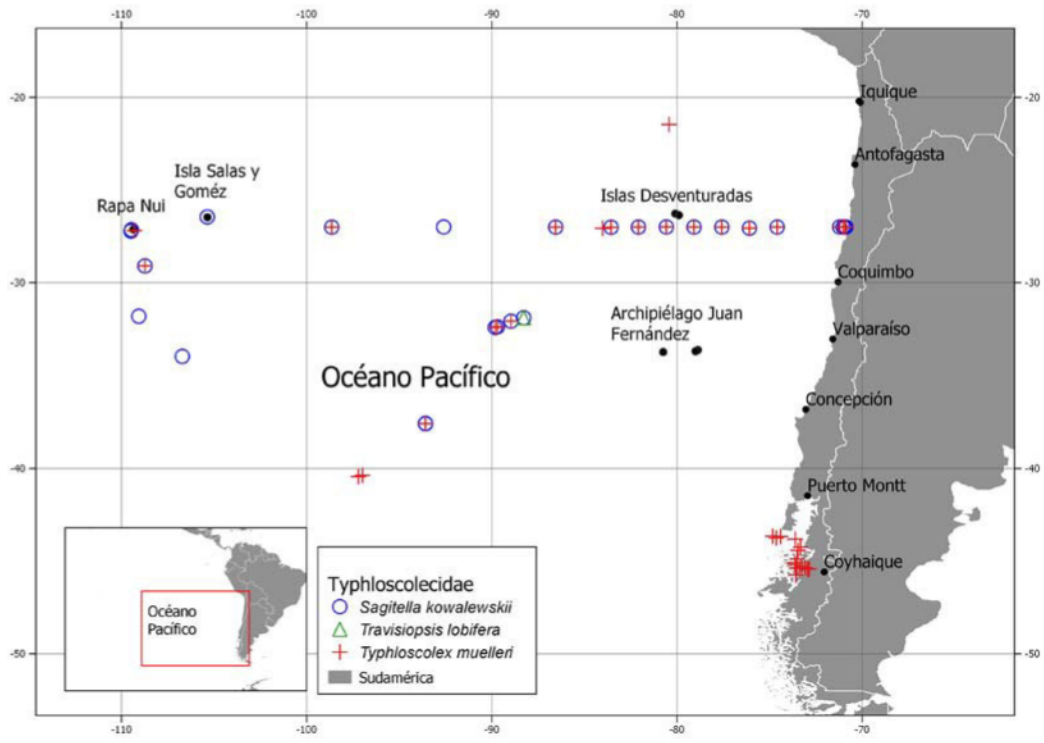 -110 -100 -90 -80 -70
-20 -20
Iquique
Antofagasta
Isla Salas y
Goméz
Rapa Nui
Islas Desventuradas
-30 -30
Coquimbo
Archipiélago Juan
Fernández
Valparaíso
Océano Pacífico
Concepción
-40 -40
Puerto Montt
Coyhaique
Océano
Pacífico
Typhloscolecidae
Sagitella kowalewskii
Travisiopsis lobifera
Typhloscolex muelleri
Sudamérica
-50 -50
-110 -100 -90 -80 -70